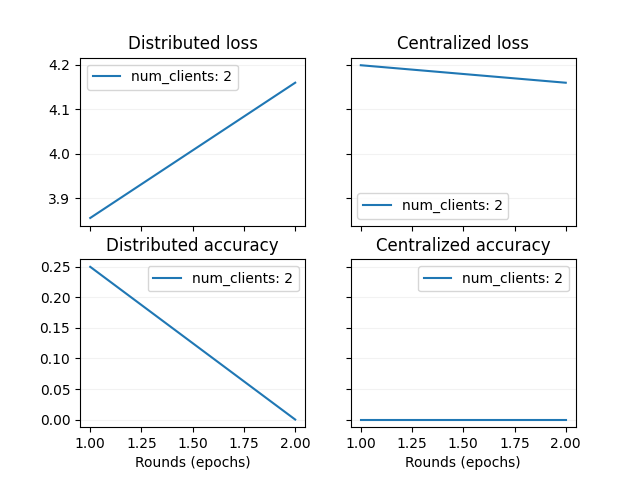 Distributed loss
Centralized loss
4.2
4.1
4.0
3.9
num_clients: 2
num_clients: 2
Distributed accuracy
Centralized accuracy
0.25
0.20
0.15
0.10
0.05
0.00
num_clients: 2
num_clients: 2
1.00 1.25 1.50 1.75 2.00
1.00 1.25 1.50 1.75 2.00
Rounds (epochs)
Rounds (epochs)